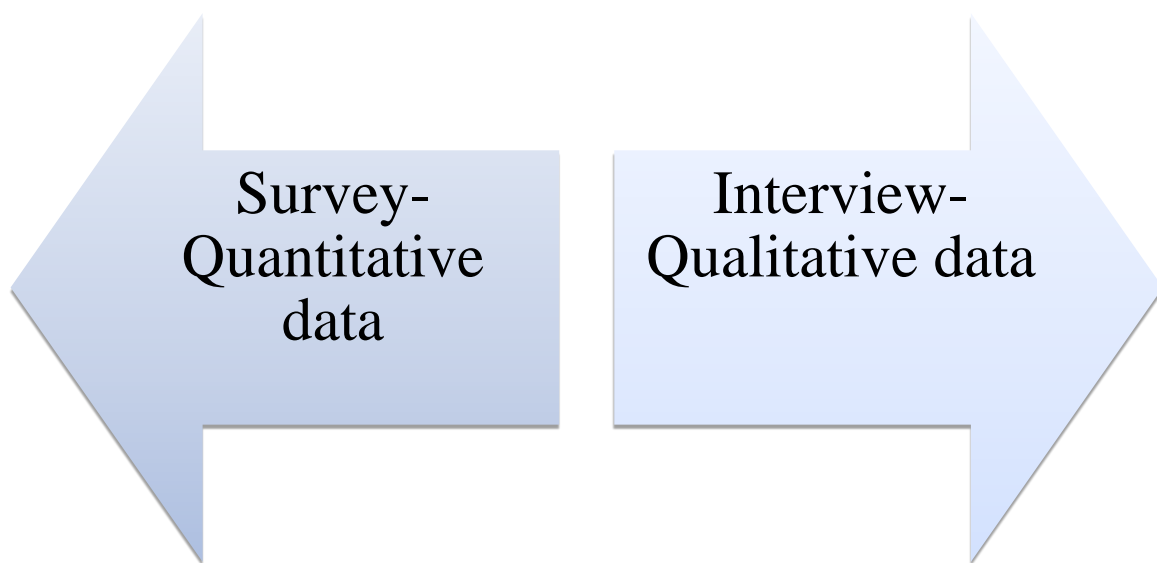 Survey-
Quantitative
data
Interview-
Qualitative data